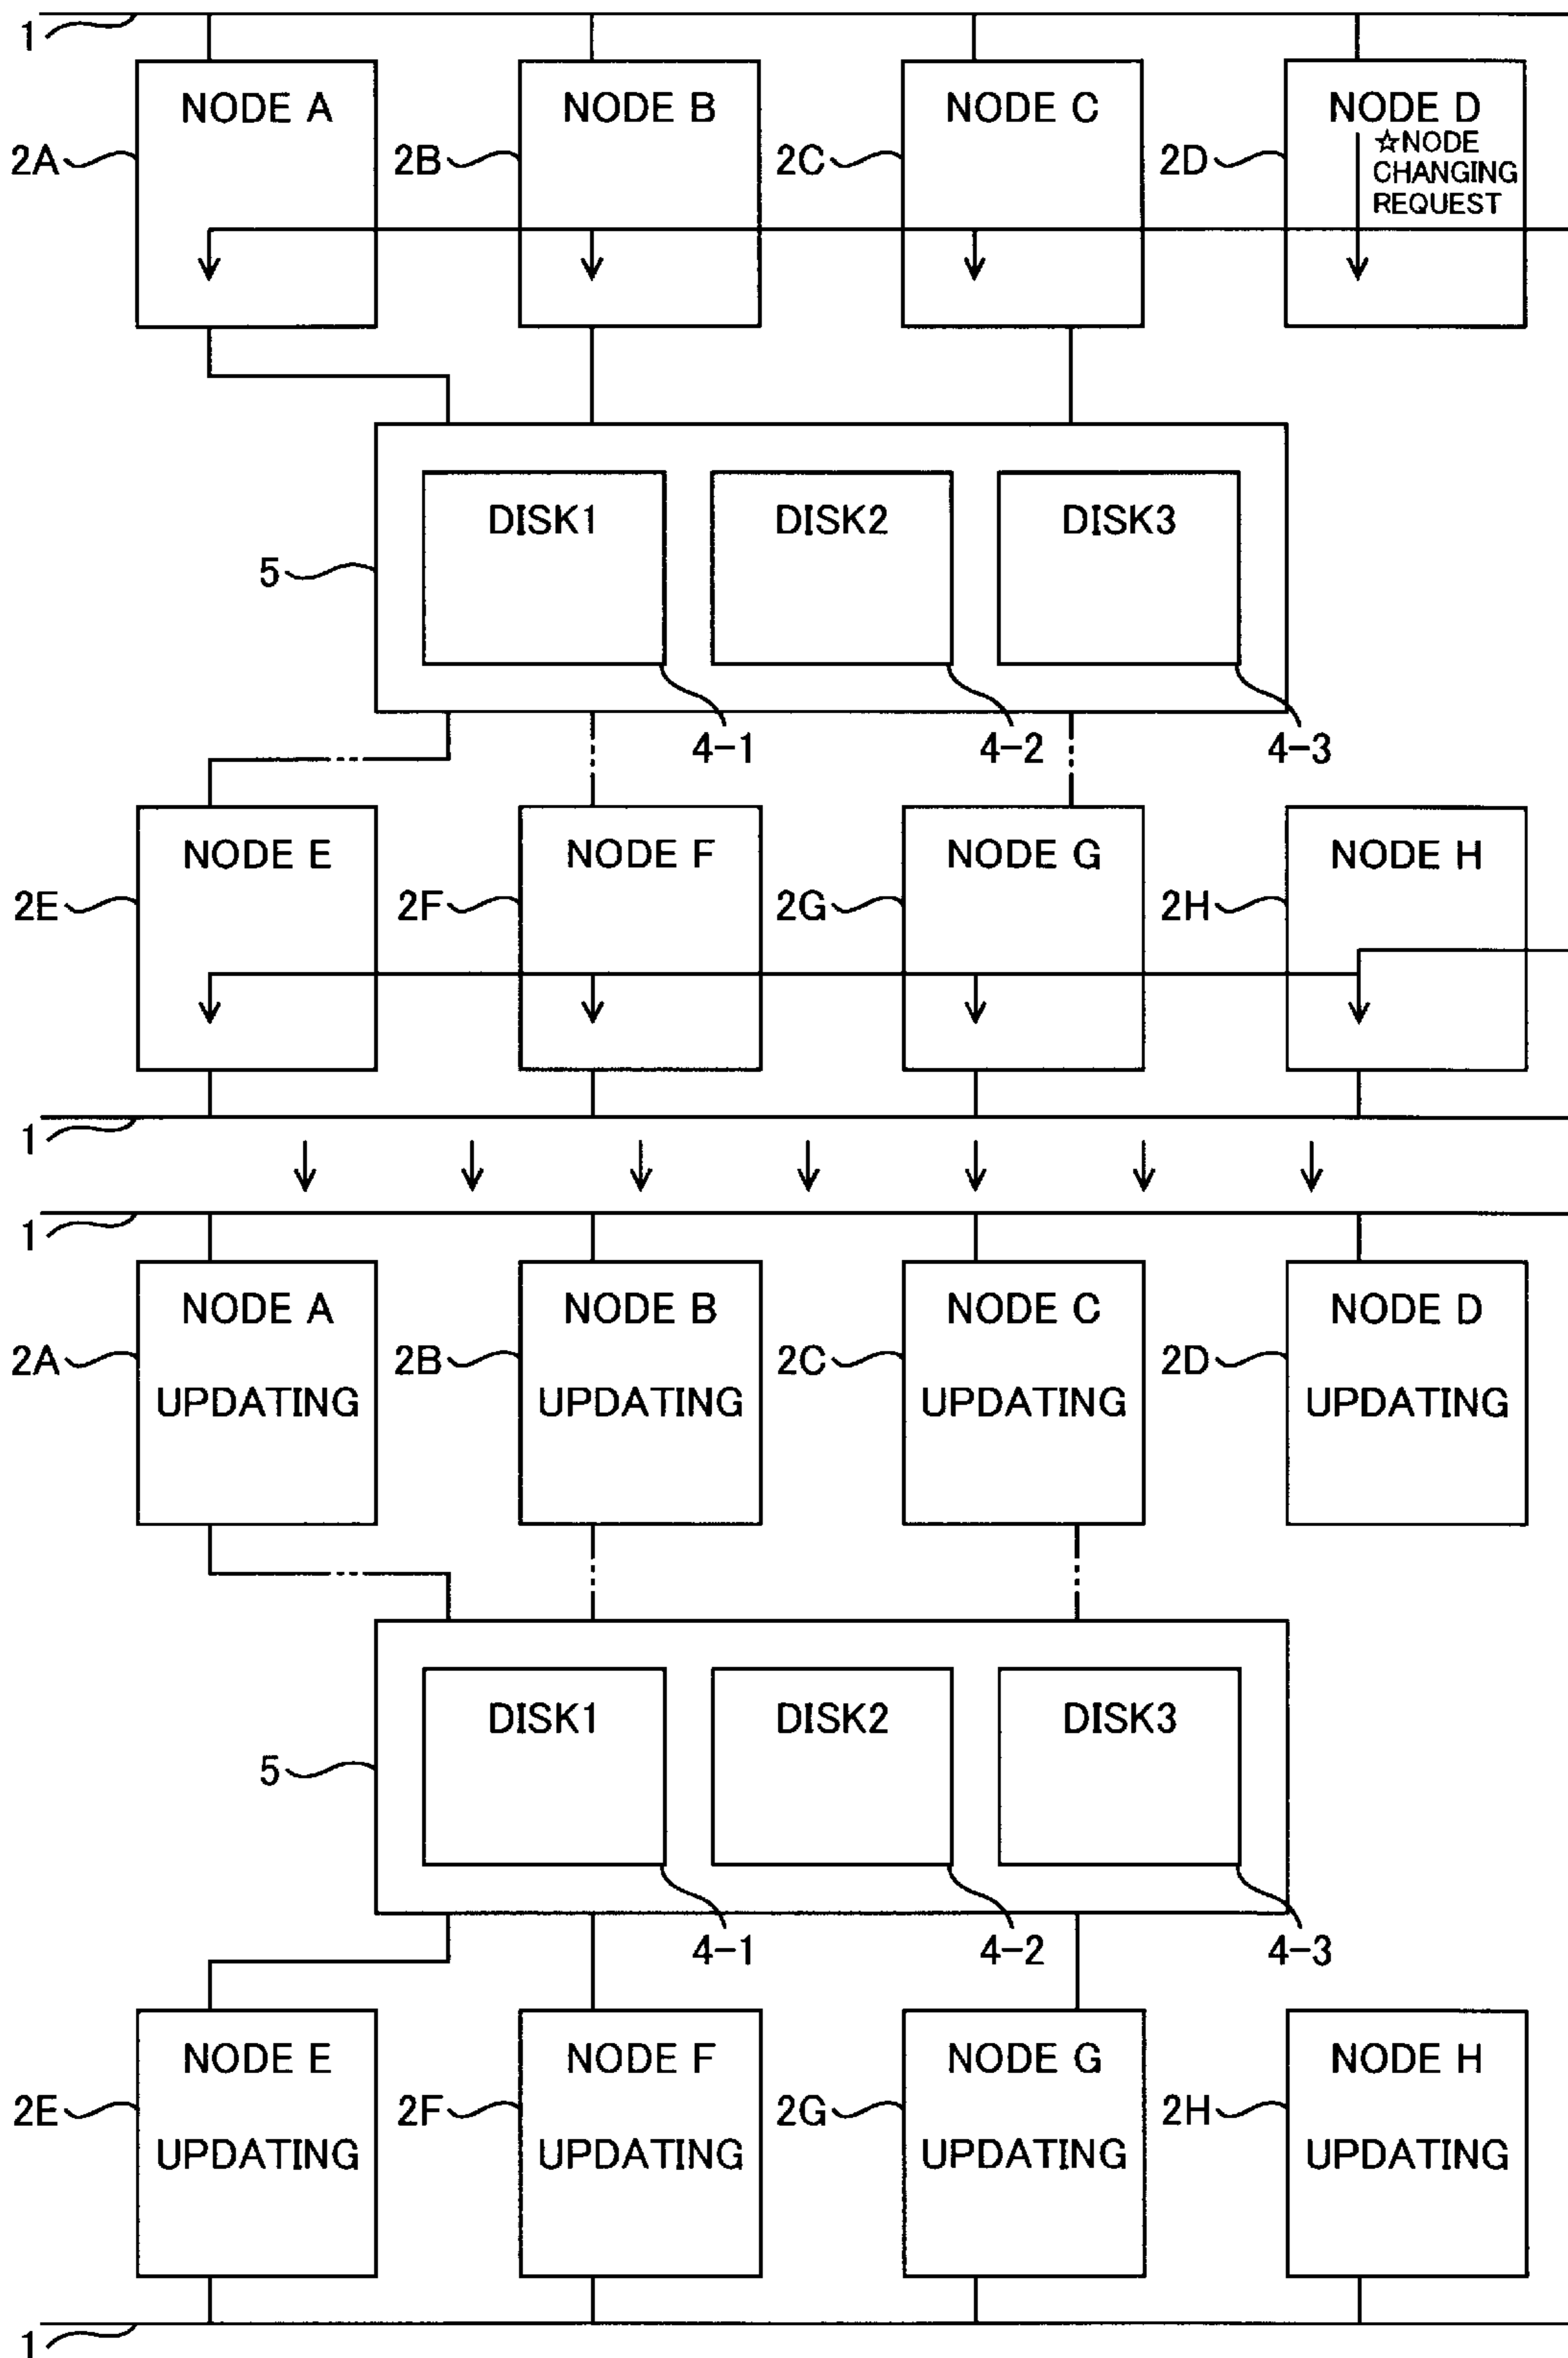 1
NODE A
NODE B
NODE C
NODE D
2A
2B
2C
2D
☆NODE
CHANGING
REQUEST
DISK1
DISK2
DISK3
5
4-1
4-2
4-3
NODE E
NODE F
NODE G
NODE H
2E
2F
2G
2H
1
1
NODE A
NODE B
NODE C
NODE D
2A
2B
2C
2D
UPDATING
UPDATING
UPDATING
UPDATING
DISK1
DISK2
DISK3
5
4-1
4-2
4-3
NODE E
NODE F
NODE G
NODE H
2E
2F
2G
2H
UPDATING
UPDATING
UPDATING
UPDATING
1